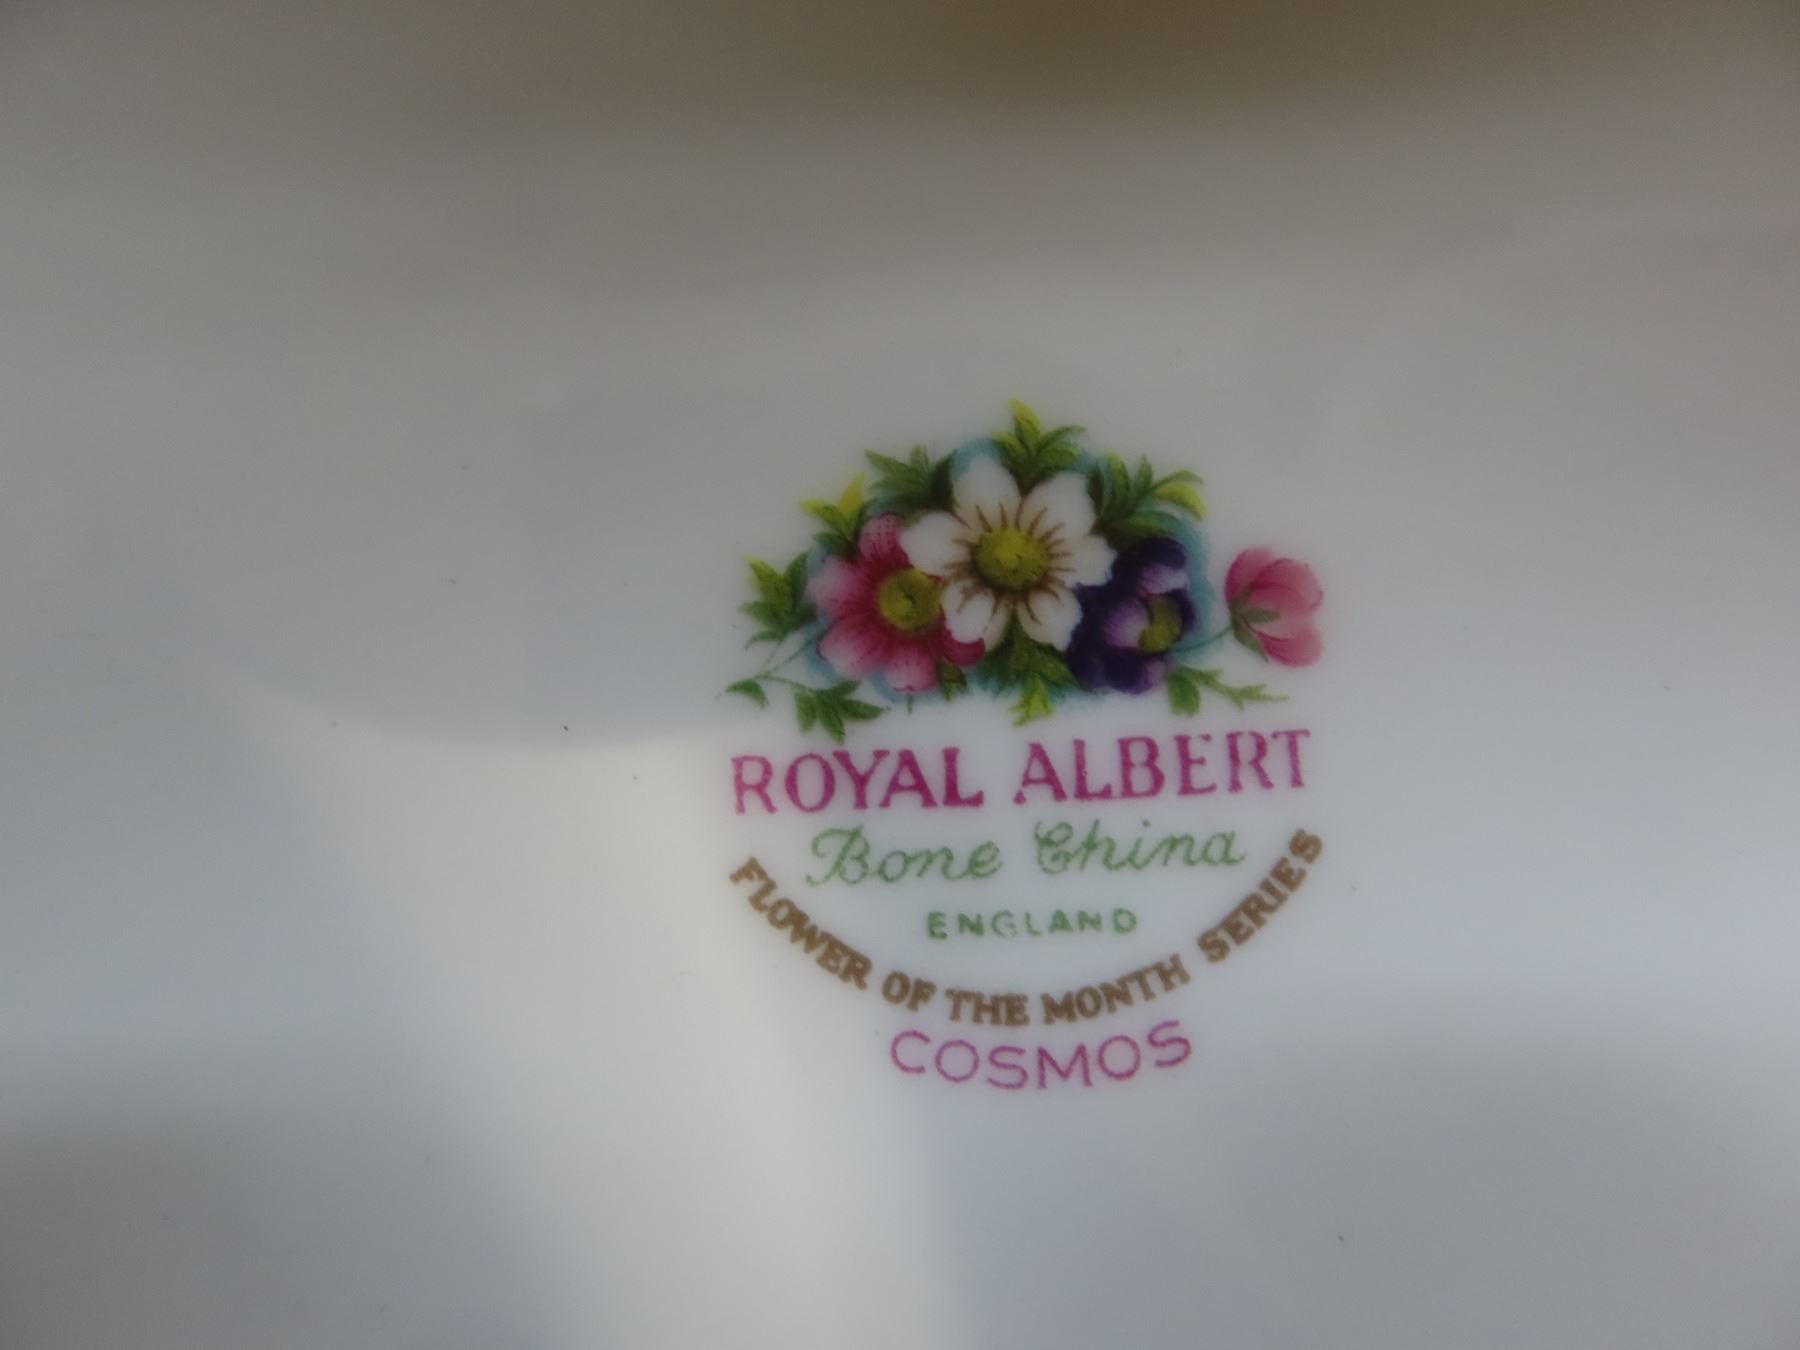 ROYAL ALBERT
Bone China
ENGLAND
FLOWER OF THE MONTH SERIES
COSMOS